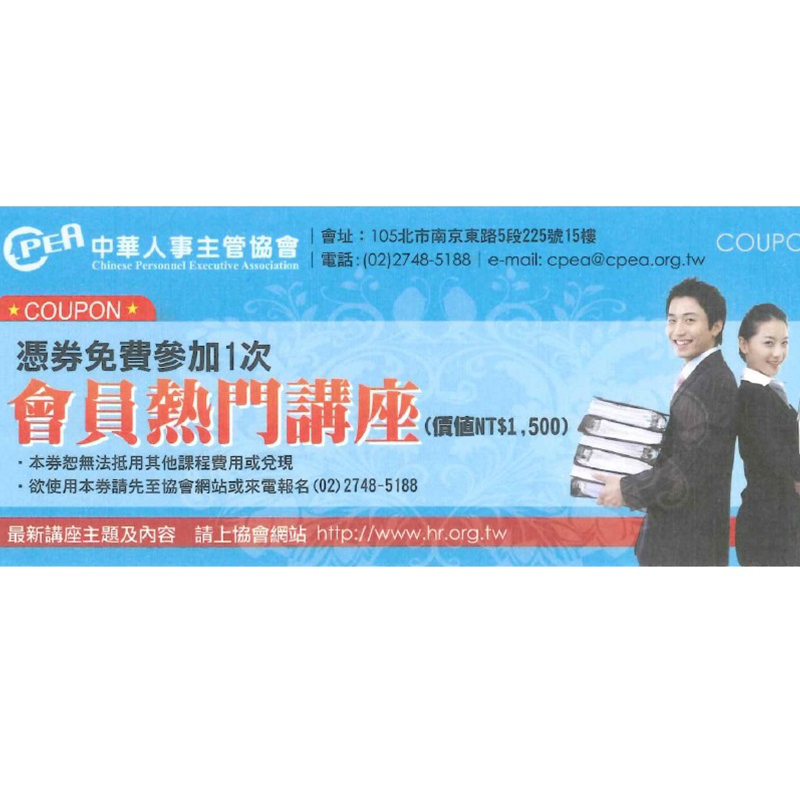 CPEA 中華人事主管協會
Chinese Personnel Executive Association
會址：105北市南京東路5段225號15樓
電話:(02)2748-5188｜e-mail: cpea@cpea.org.tw
COUPO
★COUPON★
憑券免費參加1次
會員熱門講座(價值NT$1,500)
・本券恕無法抵用其他課程費用或兌現
・欲使用本券請先至協會網站或來電報名(02)2748-5188
最新講座主題及內容　請上協會網站 http://www.hr.org.tw